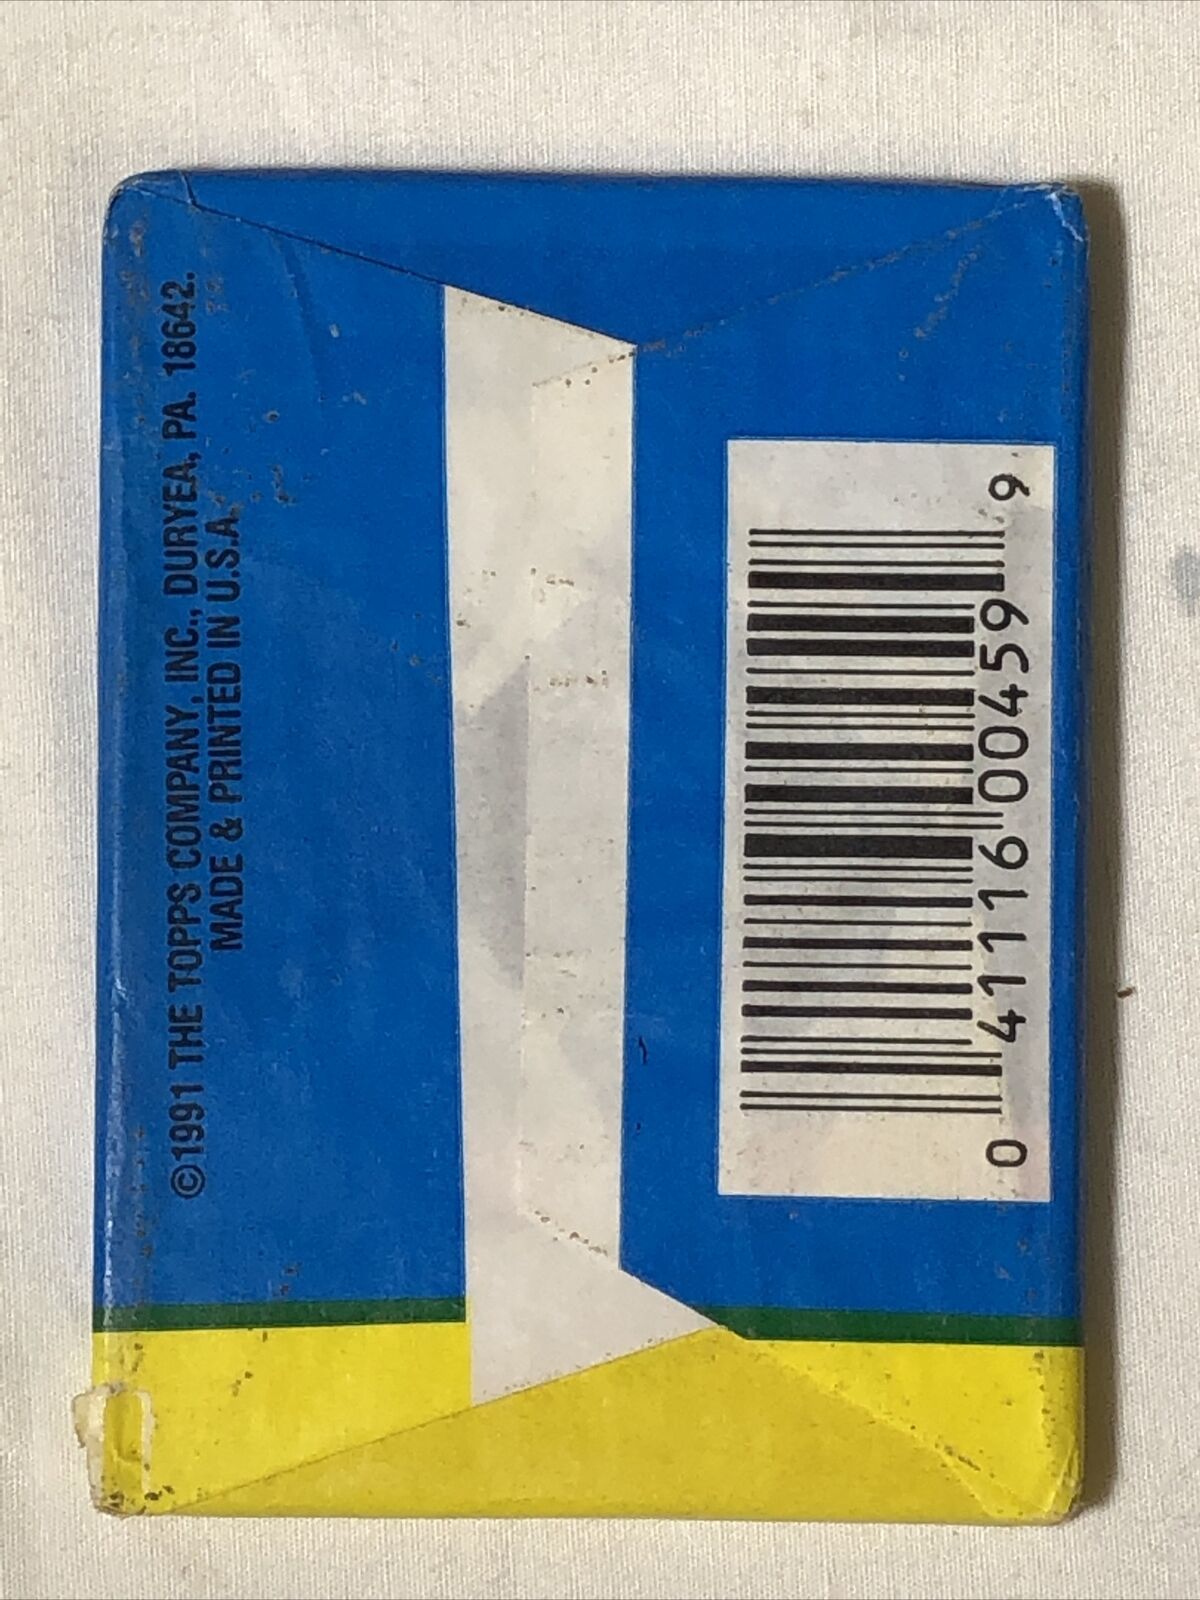 ©1991 THE TOPPS COMPANY, INC., DURYEA, PA. 18642.
MADE & PRINTED IN U.S.A.
0 41116 00459 9